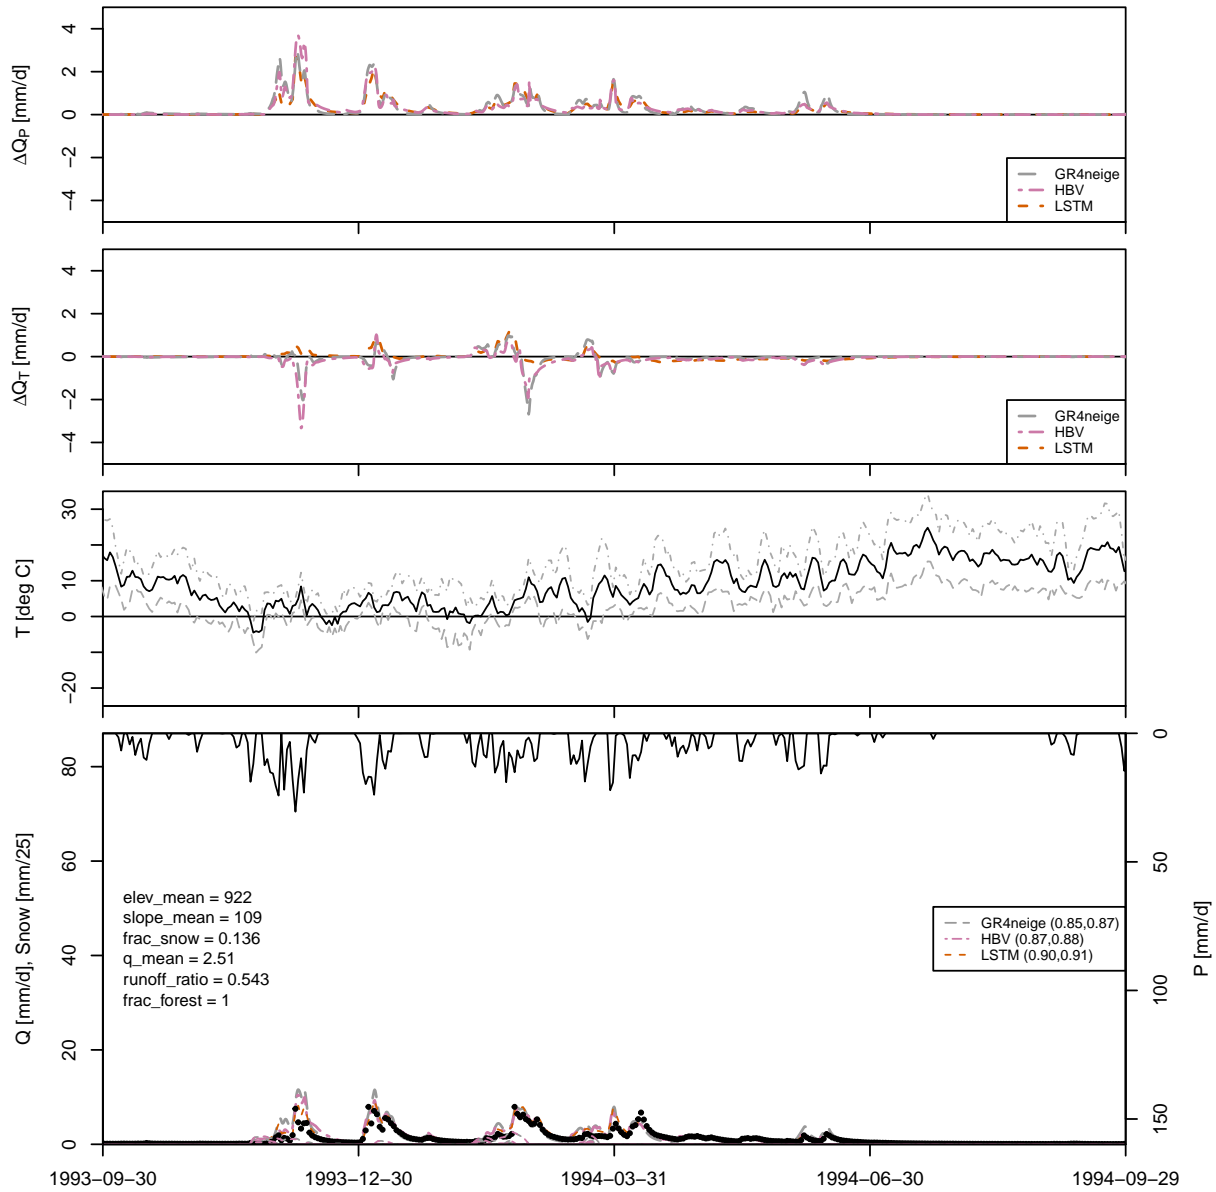 ΔQP [mm/d]
4
2
0
−2
−4
GR4neige
HBV
LSTM
ΔQT [mm/d]
4
2
0
−2
−4
GR4neige
HBV
LSTM
T [deg C]
30
10
0
−20
Q [mm/d], Snow [mm/25]
80
60
40
20
0
P [mm/d]
0
50
100
150
elev_mean = 922
slope_mean = 109
frac_snow = 0.136
q_mean = 2.51
runoff_ratio = 0.543
frac_forest = 1
GR4neige (0.85,0.87)
HBV (0.87,0.88)
LSTM (0.90,0.91)
1993−09−30
1993−12−30
1994−03−31
1994−06−30
1994−09−29